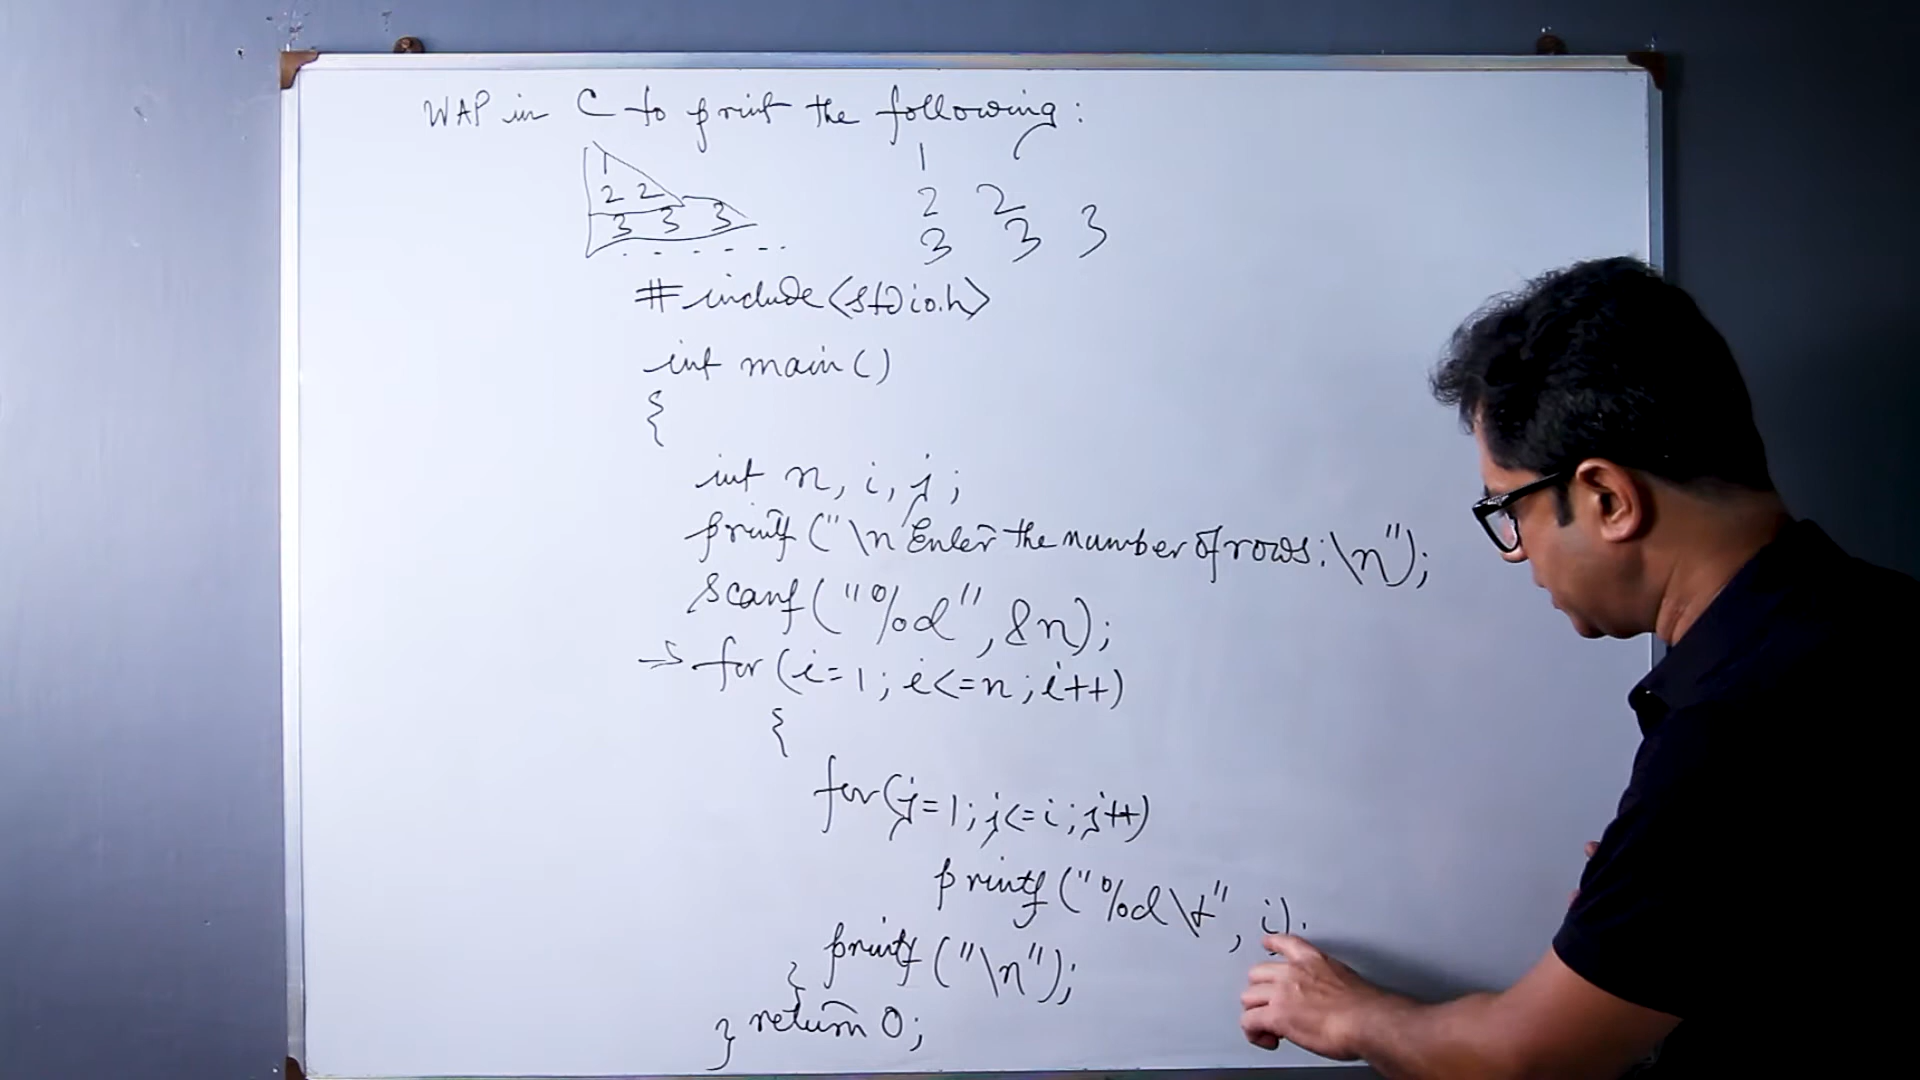 WAP in C to print the following:
1
2 2
3 3 3
. . - - - -
1
2 2
3 3 3
#include<stdio.h>
int main()
{
int n, i, j;
printf("\n Enter the number of rows:\n");
scanf("%d", &n);
→ for(i=1; i<=n; i++)
{
for(j=1; j<=i; j++)
printf("%d\t", i);
printf("\n");
}
} return 0;